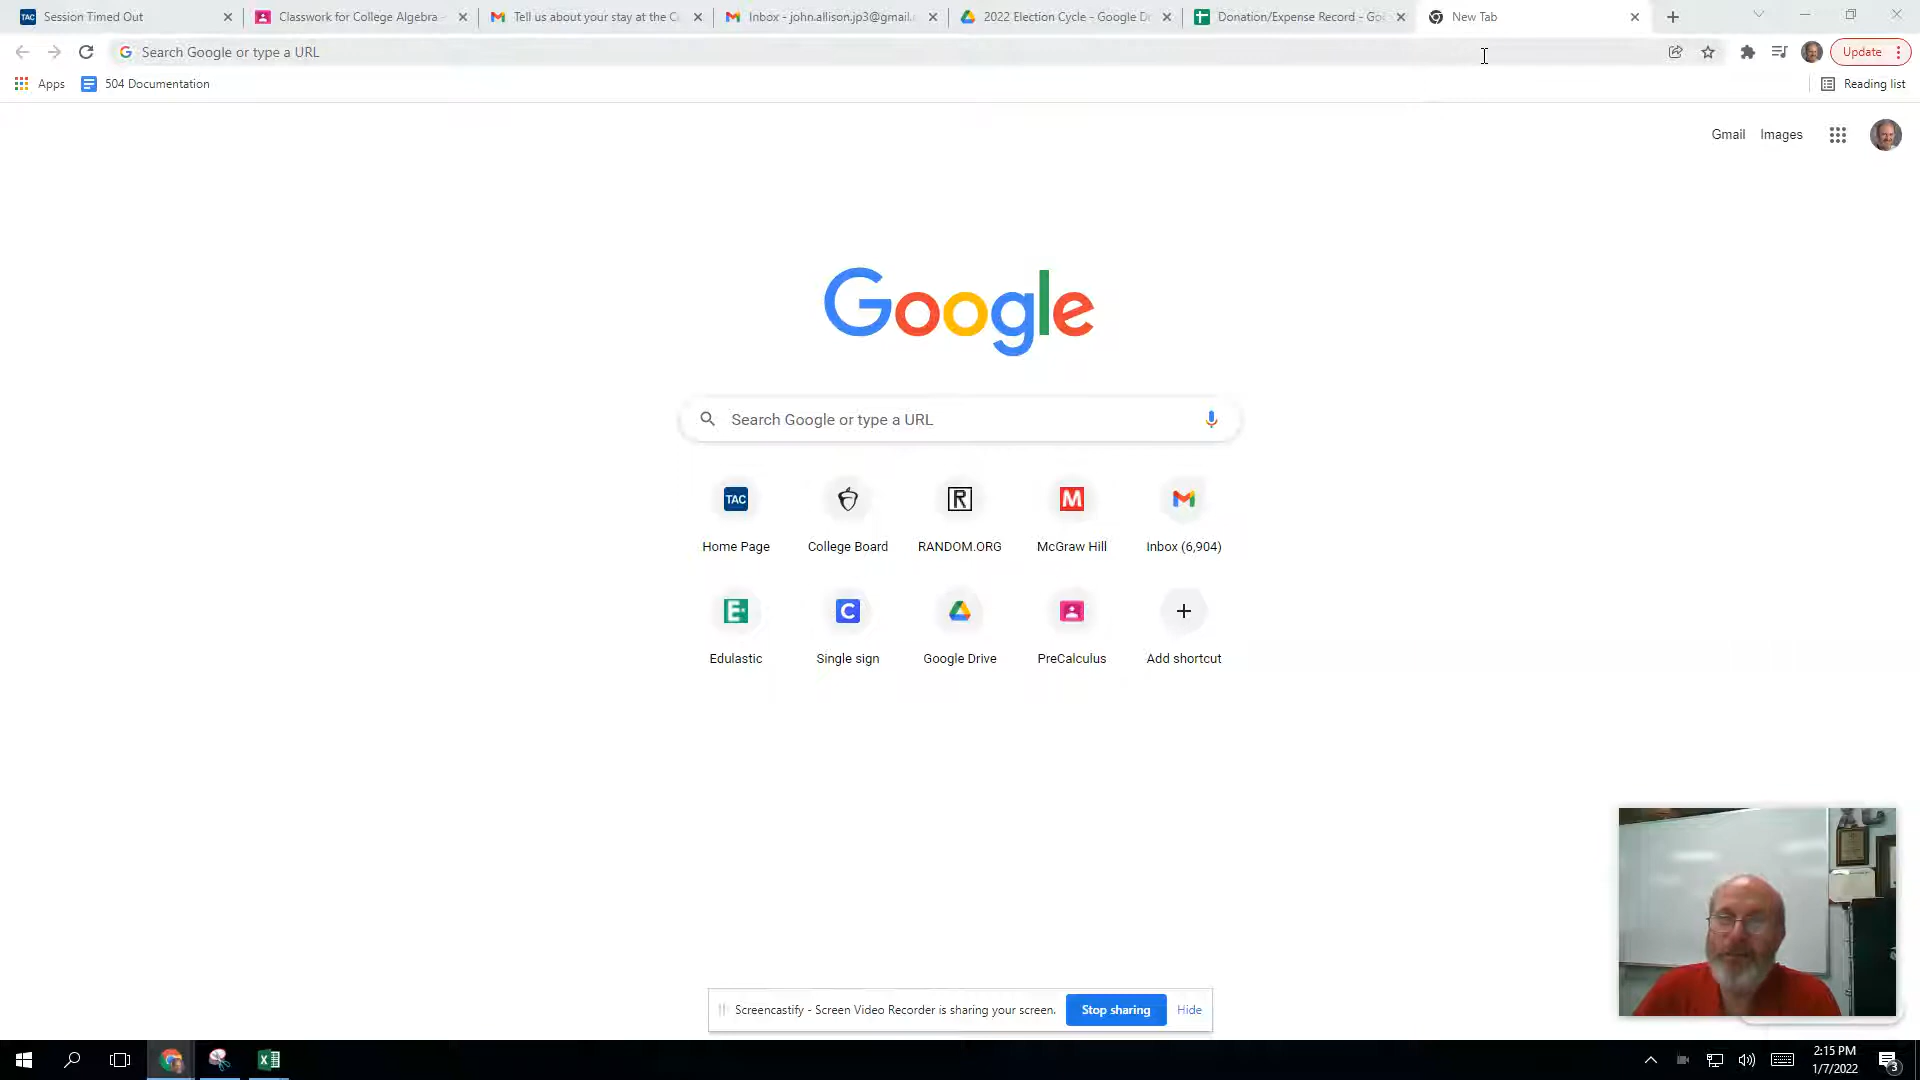 TAC Session Timed Out
Classwork for College Algebra -
Tell us about your stay at the C
Inbox - john.allison.jp3@gmail.
2022 Election Cycle - Google Dr
Donation/Expense Record - Goo
New Tab
Search Google or type a URL
Update
Apps
504 Documentation
Reading list
Gmail
Images
Google
Search Google or type a URL
TAC
R
M
Home Page
College Board
RANDOM.ORG
McGraw Hill
Inbox (6,904)
E
C
Edulastic
Single sign
Google Drive
PreCalculus
Add shortcut
Screencastify - Screen Video Recorder is sharing your screen.
Stop sharing
Hide
2:15 PM
1/7/2022
3